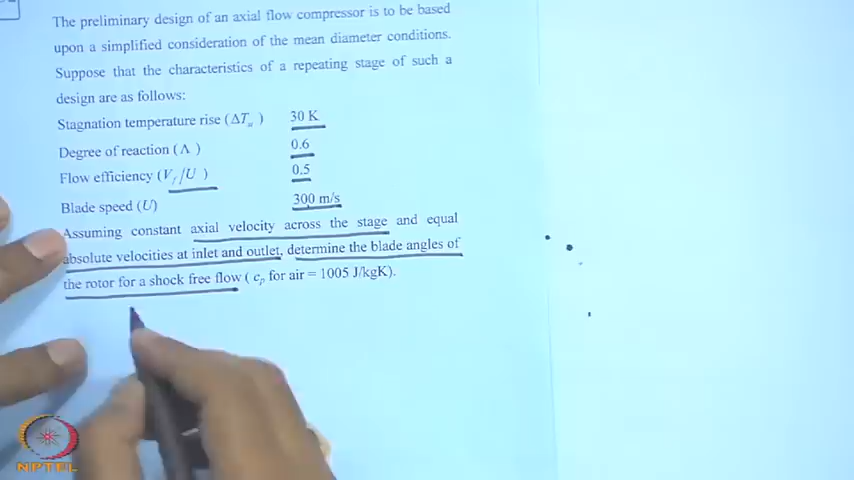 The preliminary design of an axial flow compressor is to be based
upon a simplified consideration of the mean diameter conditions.
Suppose that the characteristics of a repeating stage of such a
design are as follows:
Stagnation temperature rise (ΔT_st) 30 K
Degree of reaction (Λ) 0.6
Flow efficiency (V_f/U) 0.5
Blade speed (U) 300 m/s
Assuming constant axial velocity across the stage and equal
absolute velocities at inlet and outlet, determine the blade angles of
the rotor for a shock free flow ( c_p for air = 1005 J/kgK).
NPTEL